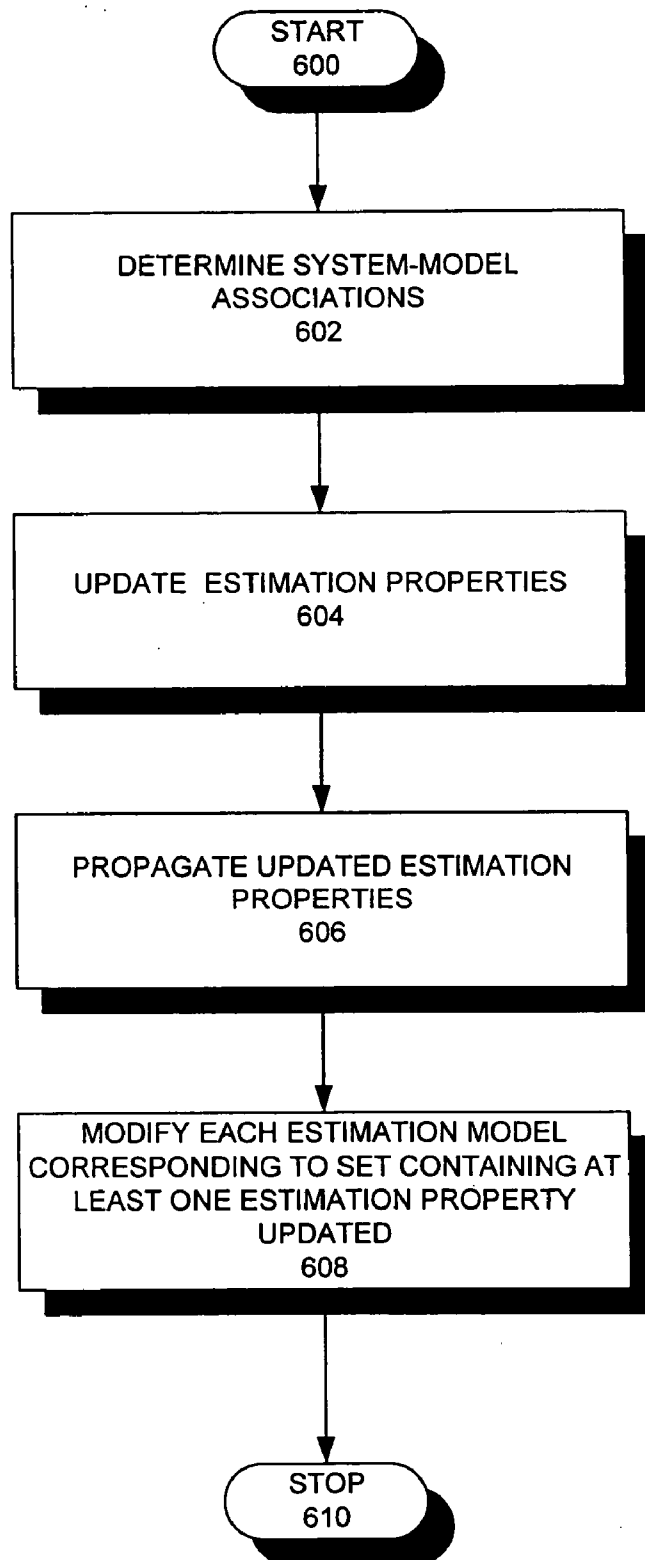 START
600
DETERMINE SYSTEM-MODEL
ASSOCIATIONS
602
UPDATE ESTIMATION PROPERTIES
604
PROPAGATE UPDATED ESTIMATION
PROPERTIES
606
MODIFY EACH ESTIMATION MODEL
CORRESPONDING TO SET CONTAINING AT
LEAST ONE ESTIMATION PROPERTY
UPDATED
608
STOP
610